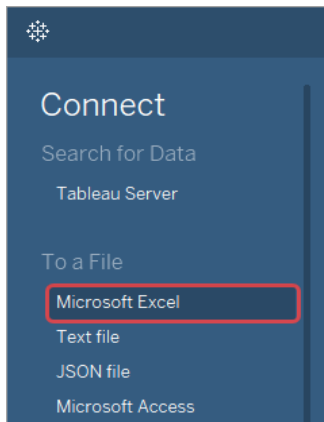 Connect
Search for Data
Tableau Server
To a File
Microsoft Excel
Text file
JSON file
Microsoft Access